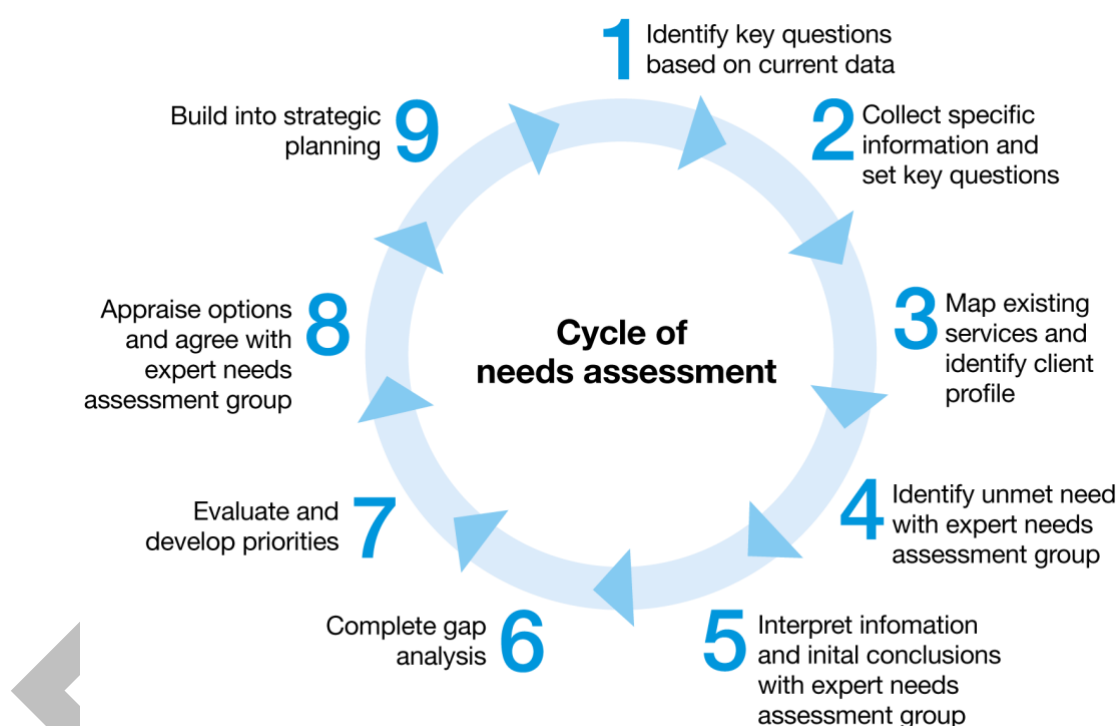 1 Identify key questions
based on current data
2 Collect specific
information and
set key questions
3 Map existing
services and
identify client
profile
4 Identify unmet need
with expert needs
assessment group
5 Interpret infomation
and inital conclusions
with expert needs
assessment group
6 Complete gap
analysis
7 Evaluate and
develop priorities
8 Appraise options
and agree with
expert needs
assessment group
9 Build into strategic
planning
Cycle of
needs assessment